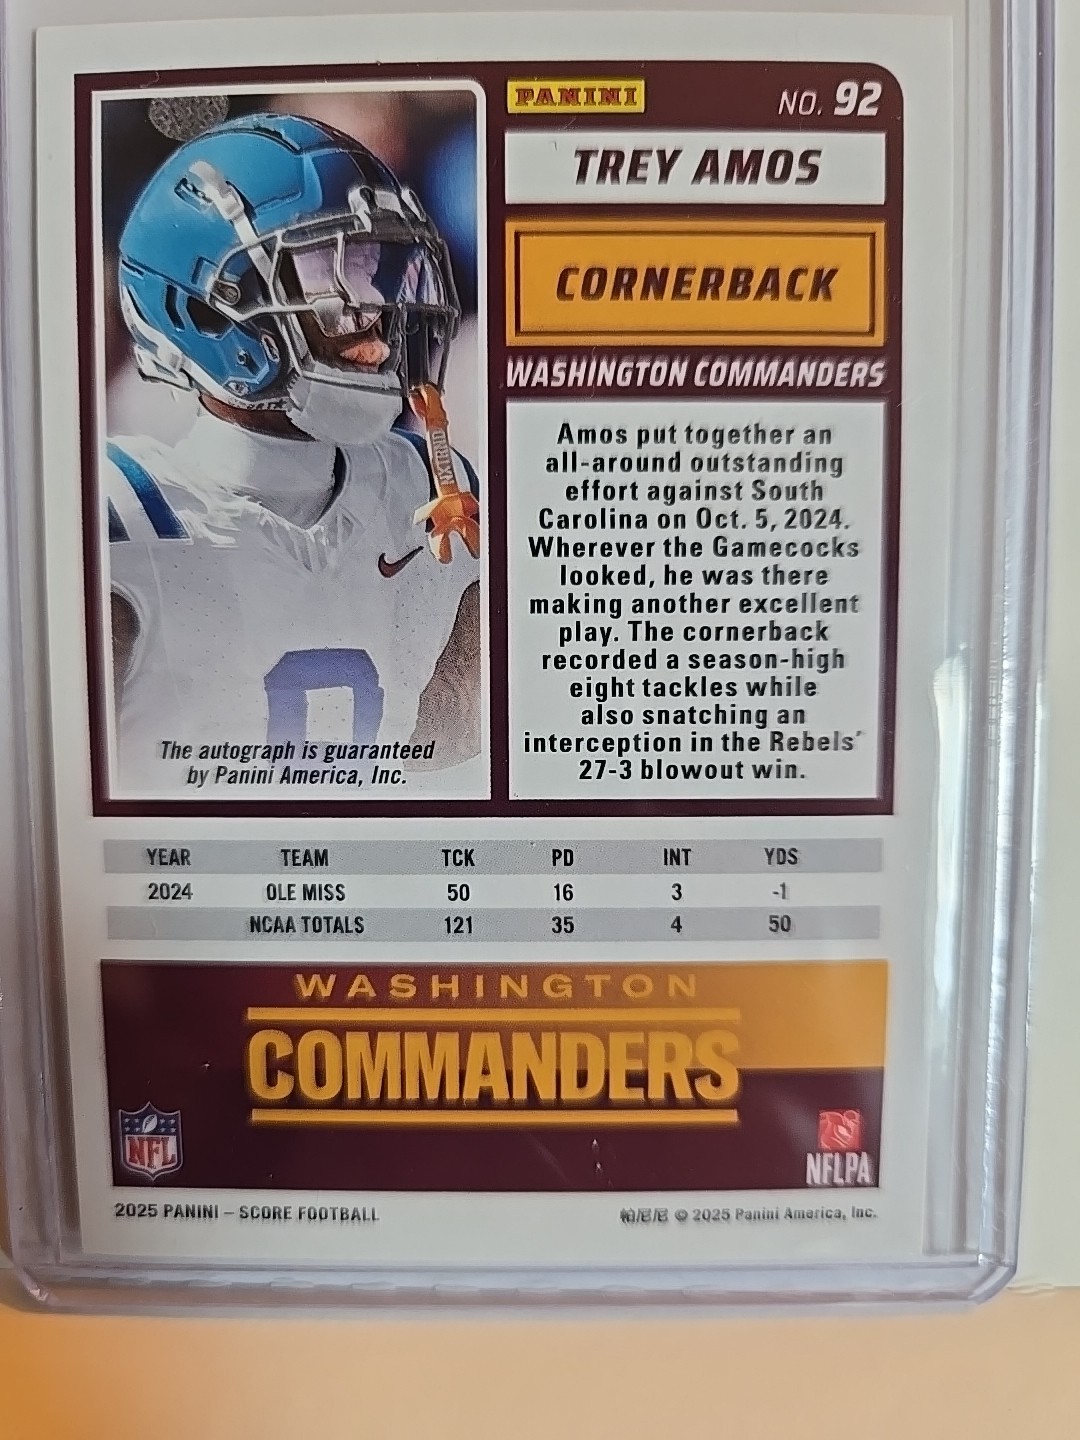 PANINI
NO. 92
TREY AMOS
CORNERBACK
WASHINGTON COMMANDERS
Amos put together an
all-around outstanding
effort against South
Carolina on Oct. 5, 2024.
Wherever the Gamecocks
looked, he was there
making another excellent
play. The cornerback
recorded a season-high
eight tackles while
also snatching an
interception in the Rebels'
27-3 blowout win.
NXTRND
The autograph is guaranteed
by Panini America, Inc.
YEAR TEAM TCK PD INT YDS
2024 OLE MISS 50 16 3 -1
NCAA TOTALS 121 35 4 50
WASHINGTON
COMMANDERS
NFL
NFLPA
2025 PANINI – SCORE FOOTBALL
帕尼尼 © 2025 Panini America, Inc.